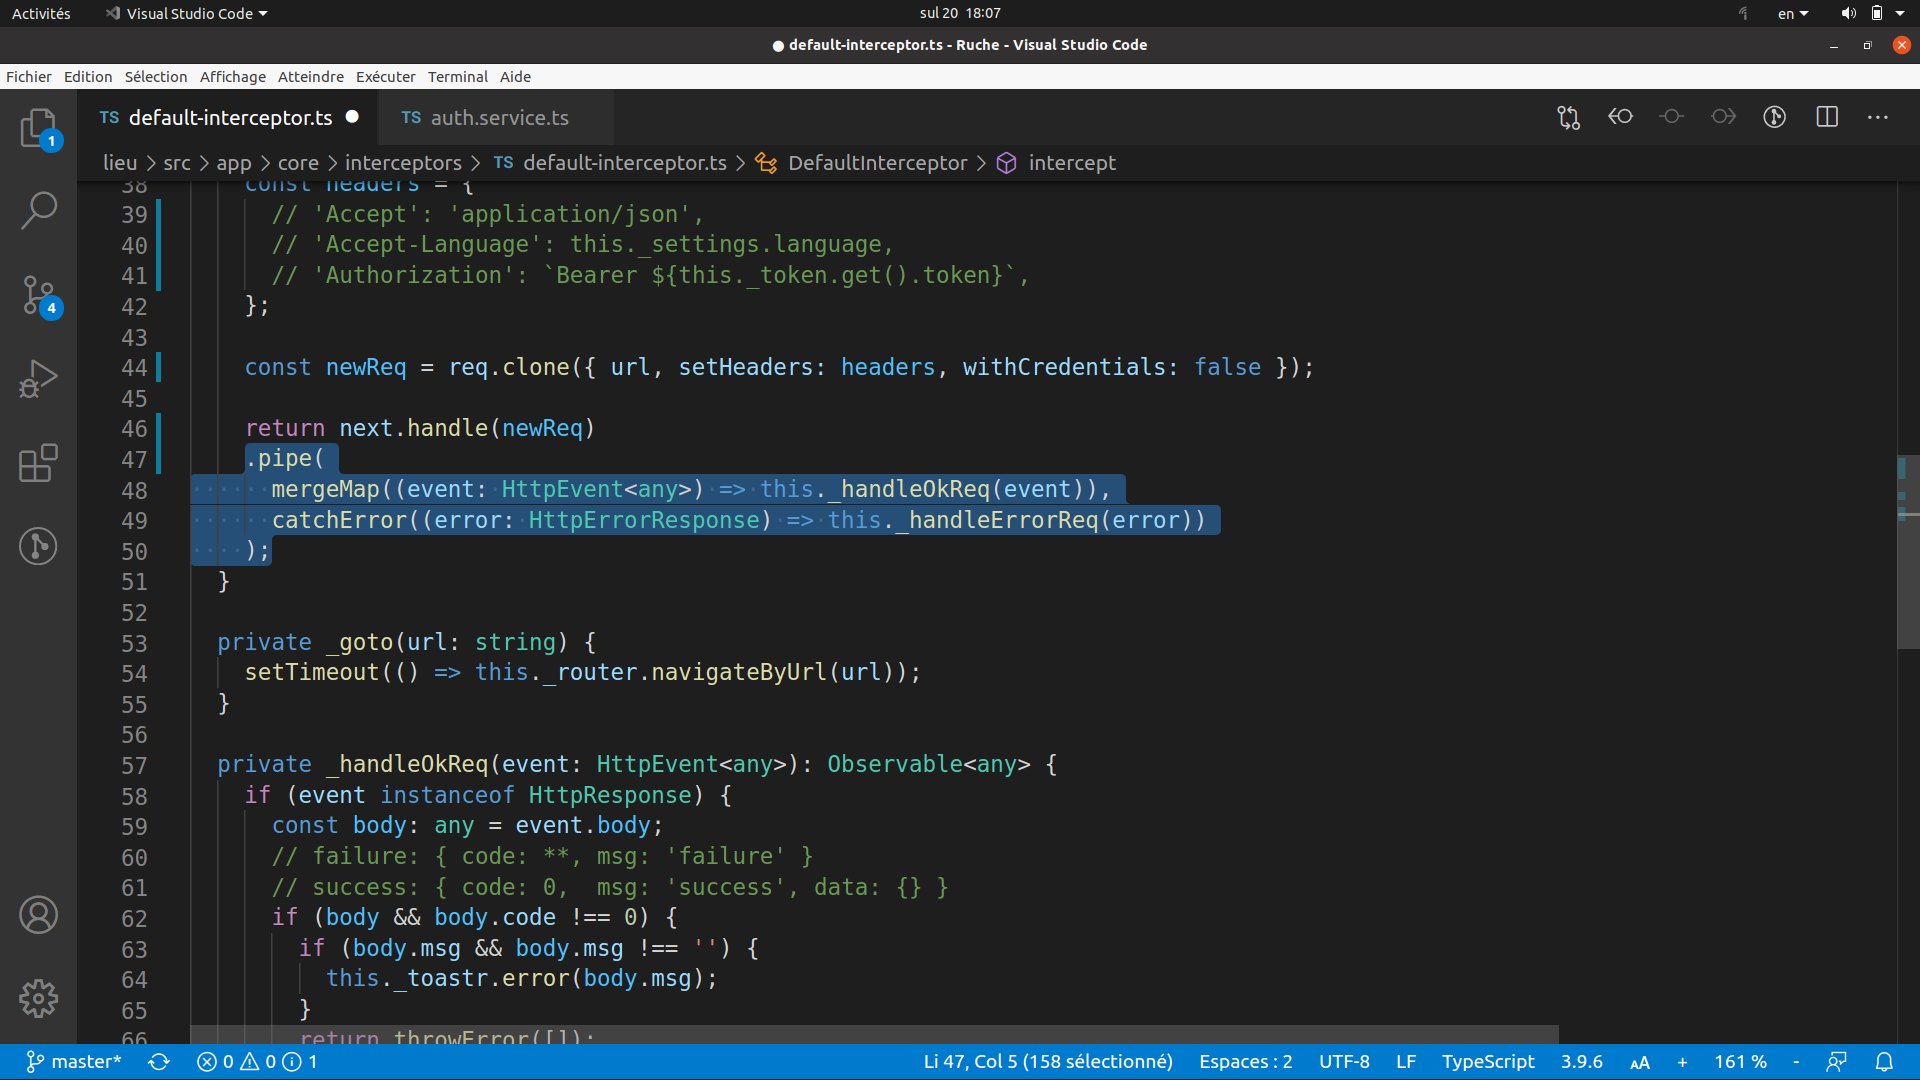 Activités Visual Studio Code sul 20 18:07 en
● default-interceptor.ts - Ruche - Visual Studio Code
Fichier Edition Sélection Affichage Atteindre Exécuter Terminal Aide
TS default-interceptor.ts ● TS auth.service.ts
lieu > src > app > core > interceptors > TS default-interceptor.ts > DefaultInterceptor > intercept
1
4
38 const headers = {
39 // 'Accept': 'application/json',
40 // 'Accept-Language': this._settings.language,
41 // 'Authorization': `Bearer ${this._token.get().token}`,
42 };
43
44 const newReq = req.clone({ url, setHeaders: headers, withCredentials: false });
45
46 return next.handle(newReq)
47 .pipe(
48 mergeMap((event: HttpEvent<any>) => this._handleOkReq(event)),
49 catchError((error: HttpErrorResponse) => this._handleErrorReq(error))
50 );
51 }
52
53 private _goto(url: string) {
54 setTimeout(() => this._router.navigateByUrl(url));
55 }
56
57 private _handleOkReq(event: HttpEvent<any>): Observable<any> {
58 if (event instanceof HttpResponse) {
59 const body: any = event.body;
60 // failure: { code: **, msg: 'failure' }
61 // success: { code: 0,  msg: 'success', data: {} }
62 if (body && body.code !== 0) {
63 if (body.msg && body.msg !== '') {
64 this._toastr.error(body.msg);
65 }
66 return throwError([]);
master* 0 0 1 Li 47, Col 5 (158 sélectionné) Espaces : 2 UTF-8 LF TypeScript 3.9.6 AA + 161 % -